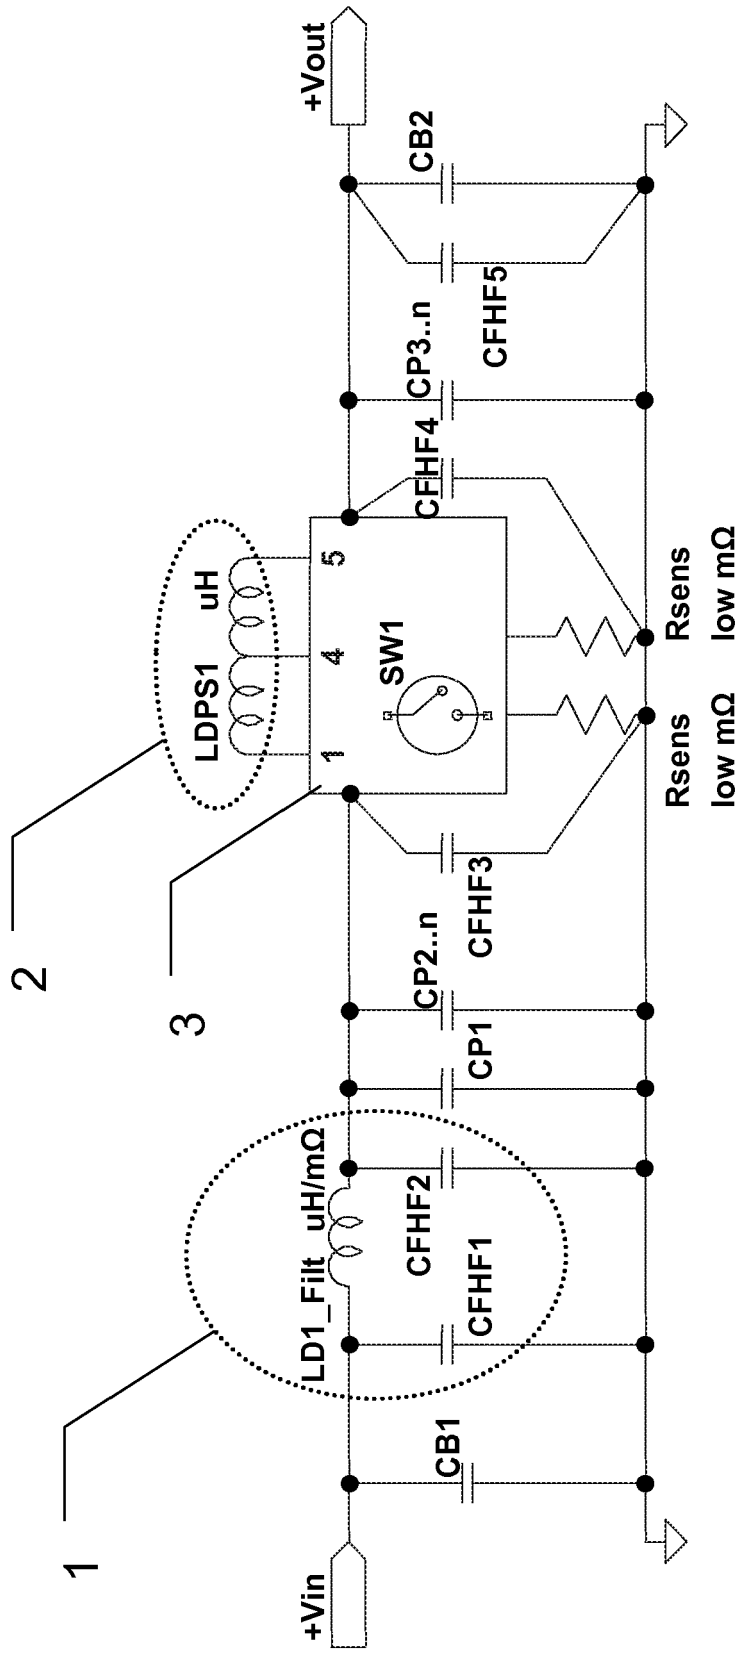 1
2
3
+Vin
CB1
LD1_Filt uH/mΩ
CFHF1
CFHF2
CP1
CP2..n
CFHF3
LDPS1 uH
1 4 5
SW1
Rsens
low mΩ
Rsens
low mΩ
CFHF4
CP3..n
CFHF5
CB2
+Vout